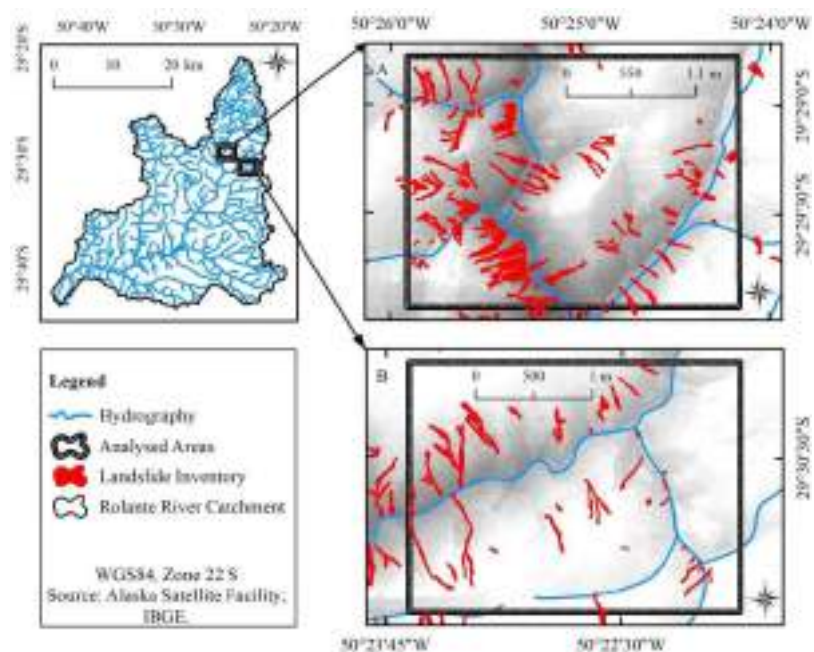 50°40'W 50°30'W 50°20'W
50°26'0"W 50°25'0"W 50°24'0"W
29°20'S
29°30'S
29°40'S
0 10 20 km
A
0 550 1.1 m
29°29'0"S
29°29'30"S
Legend
Hydrography
Analysed Areas
Landslide Inventory
Rolante River Catchment
WGS84, Zone 22 S
Source: Alaska Satellite Facility;
IBGE.
B
0 500 1 m
29°30'30"S
50°23'45"W 50°22'30"W